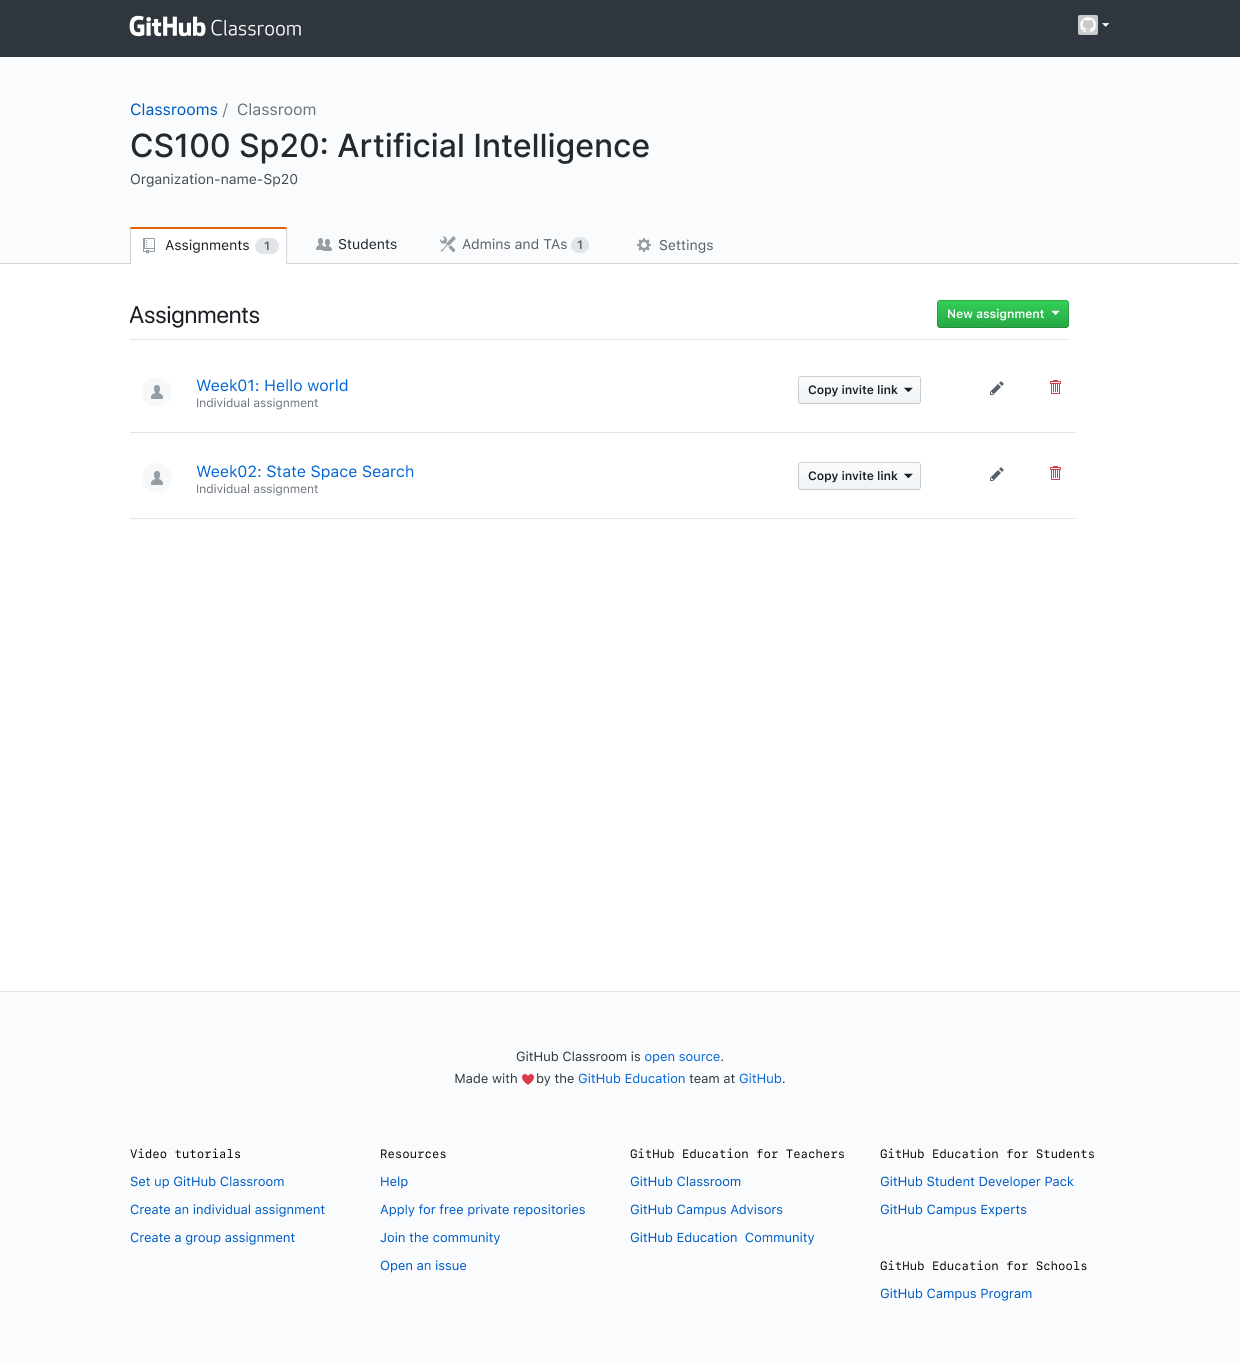 GitHub Classroom
Classrooms / Classroom
CS100 Sp20: Artificial Intelligence
Organization-name-Sp20
Assignments 1 Students Admins and TAs 1 Settings
Assignments New assignment
Week01: Hello world
Individual assignment
Copy invite link
Week02: State Space Search
Individual assignment
Copy invite link
GitHub Classroom is open source.
Made with by the GitHub Education team at GitHub.
Video tutorials
Set up GitHub Classroom
Create an individual assignment
Create a group assignment
Resources
Help
Apply for free private repositories
Join the community
Open an issue
GitHub Education for Teachers
GitHub Classroom
GitHub Campus Advisors
GitHub Education Community
GitHub Education for Students
GitHub Student Developer Pack
GitHub Campus Experts
GitHub Education for Schools
GitHub Campus Program